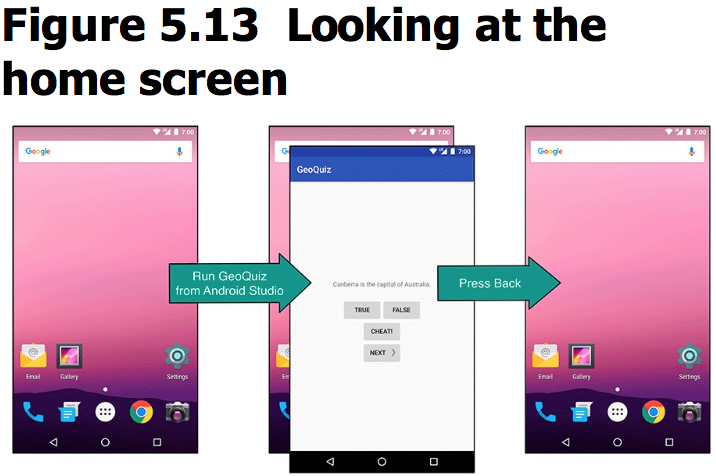 Figure 5.13 Looking at the
home screen
7:00
Google
Email
Gallery
Settings
Run GeoQuiz
from Android Studio
7:00
G
E
7:00
GeoQuiz
Canberra is the capital of Australia.
TRUE
FALSE
CHEAT!
NEXT
Press Back
7:00
Google
Email
Gallery
Settings